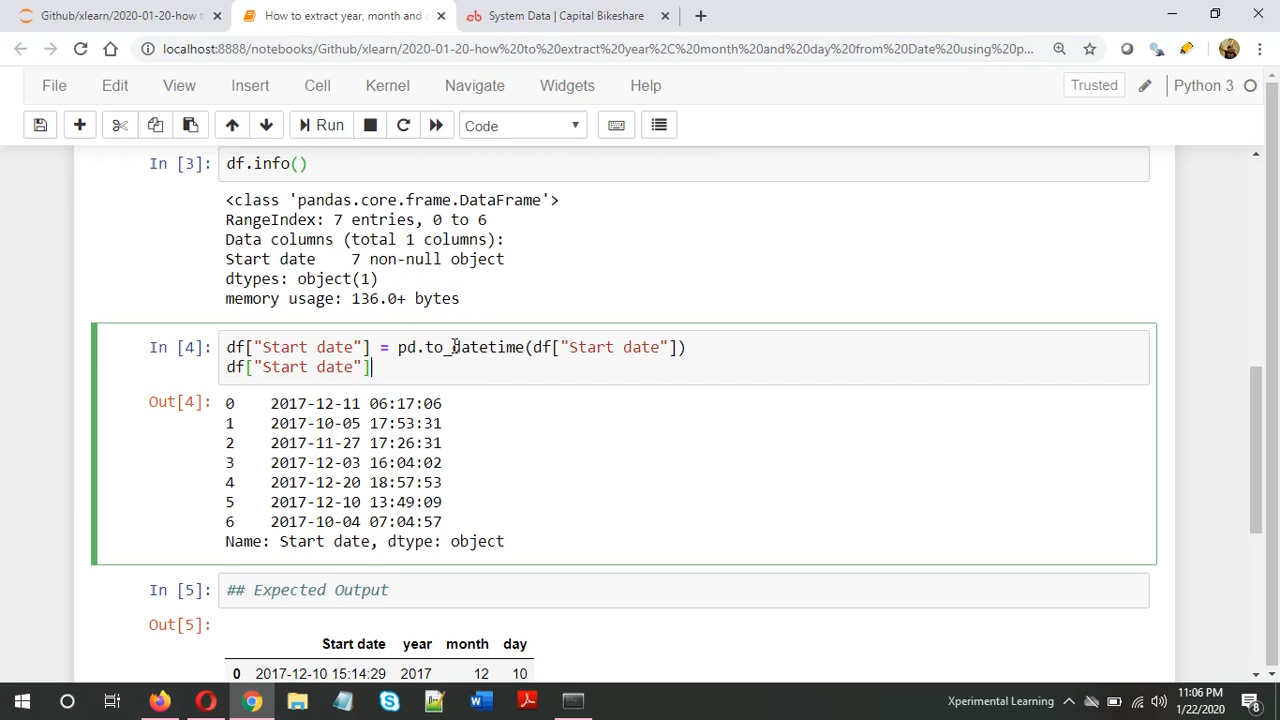 Github/xlearn/2020-01-20-how t
How to extract year, month and
System Data | Capital Bikeshare
localhost:8888/notebooks/Github/xlearn/2020-01-20-how%20to%20extract%20year%2C%20month%20and%20day%20from%20Date%20using%20p...
File Edit View Insert Cell Kernel Navigate Widgets Help
Trusted Python 3
Run Code
In [3]: df.info()
<class 'pandas.core.frame.DataFrame'>
RangeIndex: 7 entries, 0 to 6
Data columns (total 1 columns):
Start date 7 non-null object
dtypes: object(1)
memory usage: 136.0+ bytes
In [4]: df["Start date"] = pd.to_datetime(df["Start date"])
df["Start date"]
Out[4]: 0 2017-12-11 06:17:06
1 2017-10-05 17:53:31
2 2017-11-27 17:26:31
3 2017-12-03 16:04:02
4 2017-12-20 18:57:53
5 2017-12-10 13:49:09
6 2017-10-04 07:04:57
Name: Start date, dtype: object
In [5]: ## Expected Output
Out[5]:
Start date year month day
0 2017-12-10 15:14:29 2017 12 10
Xperimental Learning
11:06 PM
1/22/2020
8